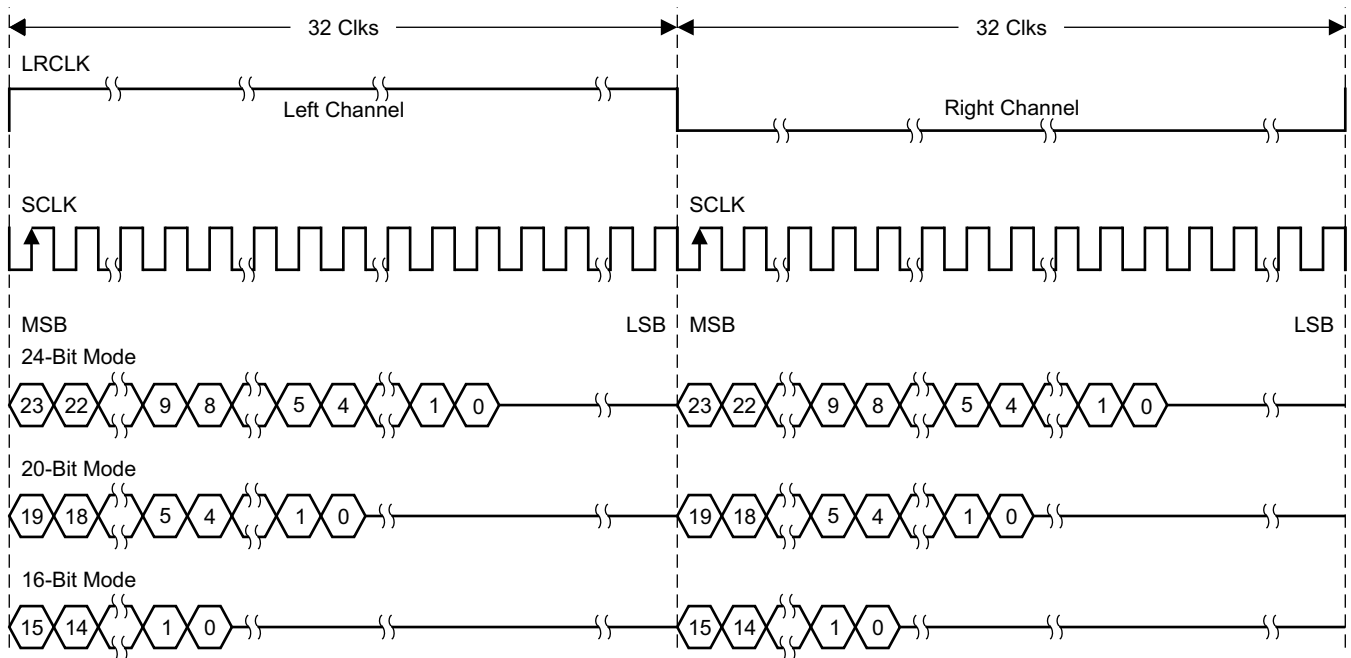 32 Clks 32 Clks
LRCLK
Left Channel Right Channel
SCLK SCLK
MSB LSB MSB LSB
24-Bit Mode
23 22 9 8 5 4 1 0 23 22 9 8 5 4 1 0
20-Bit Mode
19 18 5 4 1 0 19 18 5 4 1 0
16-Bit Mode
15 14 1 0 15 14 1 0